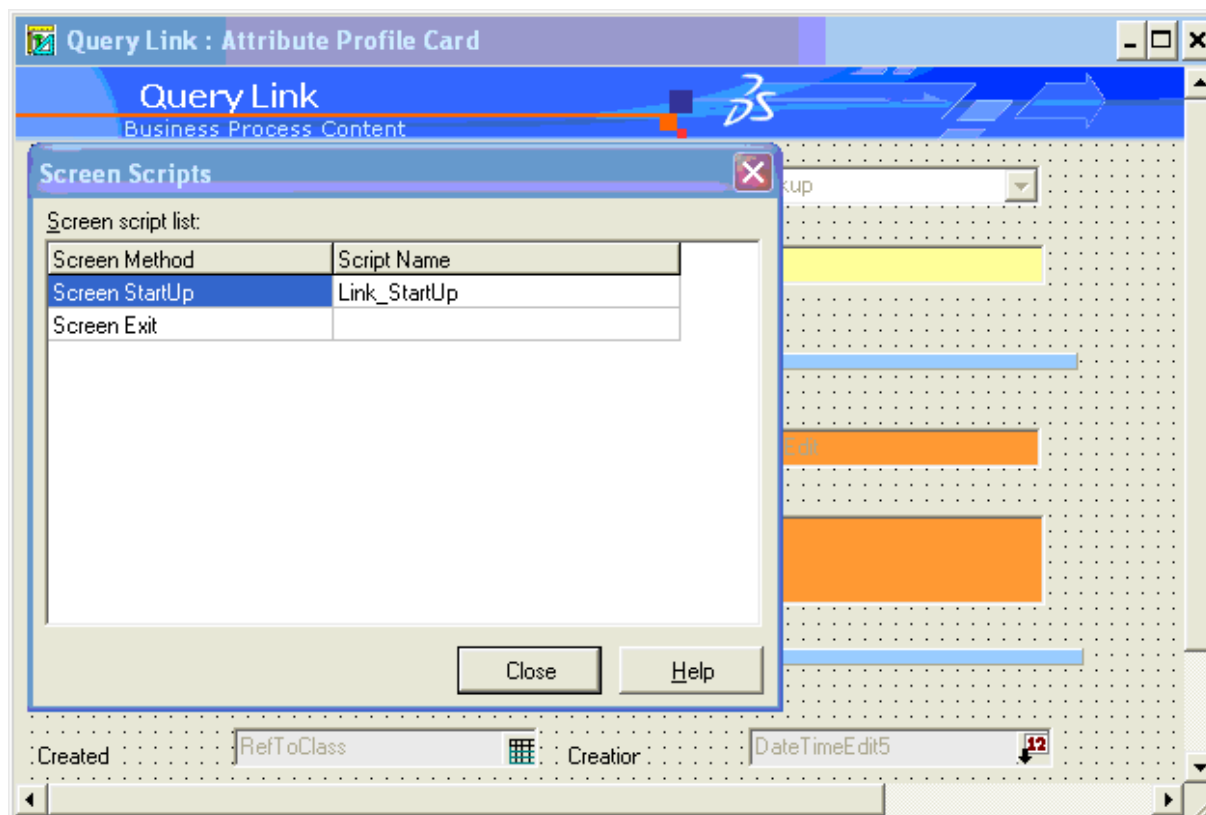 Query Link : Attribute Profile Card
Query Link
Business Process Content
Screen Scripts
Screen script list:
Screen Method Script Name
Screen StartUp Link_StartUp
Screen Exit
kup
Edit
Close Help
Created RefToClass 12 Creation DateTimeEdit5